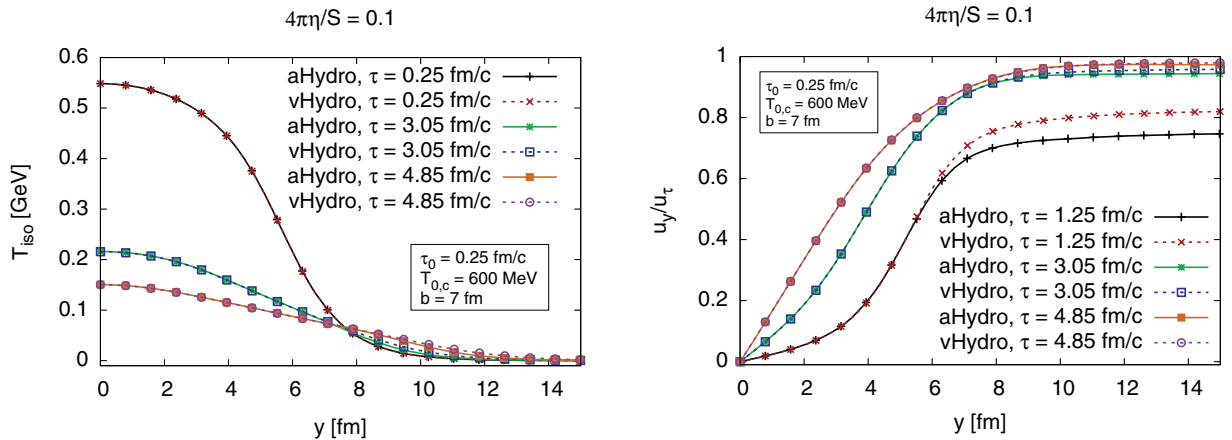 4πη/S = 0.1
T_iso [GeV]
0.6
0.5
0.4
0.3
0.2
0.1
0
aHydro, τ = 0.25 fm/c
vHydro, τ = 0.25 fm/c
aHydro, τ = 3.05 fm/c
vHydro, τ = 3.05 fm/c
aHydro, τ = 4.85 fm/c
vHydro, τ = 4.85 fm/c
τ_0 = 0.25 fm/c
T_0,c = 600 MeV
b = 7 fm
0 2 4 6 8 10 12 14
y [fm]
4πη/S = 0.1
u_y/u_τ
1
0.8
0.6
0.4
0.2
0
τ_0 = 0.25 fm/c
T_0,c = 600 MeV
b = 7 fm
aHydro, τ = 1.25 fm/c
vHydro, τ = 1.25 fm/c
aHydro, τ = 3.05 fm/c
vHydro, τ = 3.05 fm/c
aHydro, τ = 4.85 fm/c
vHydro, τ = 4.85 fm/c
0 2 4 6 8 10 12 14
y [fm]